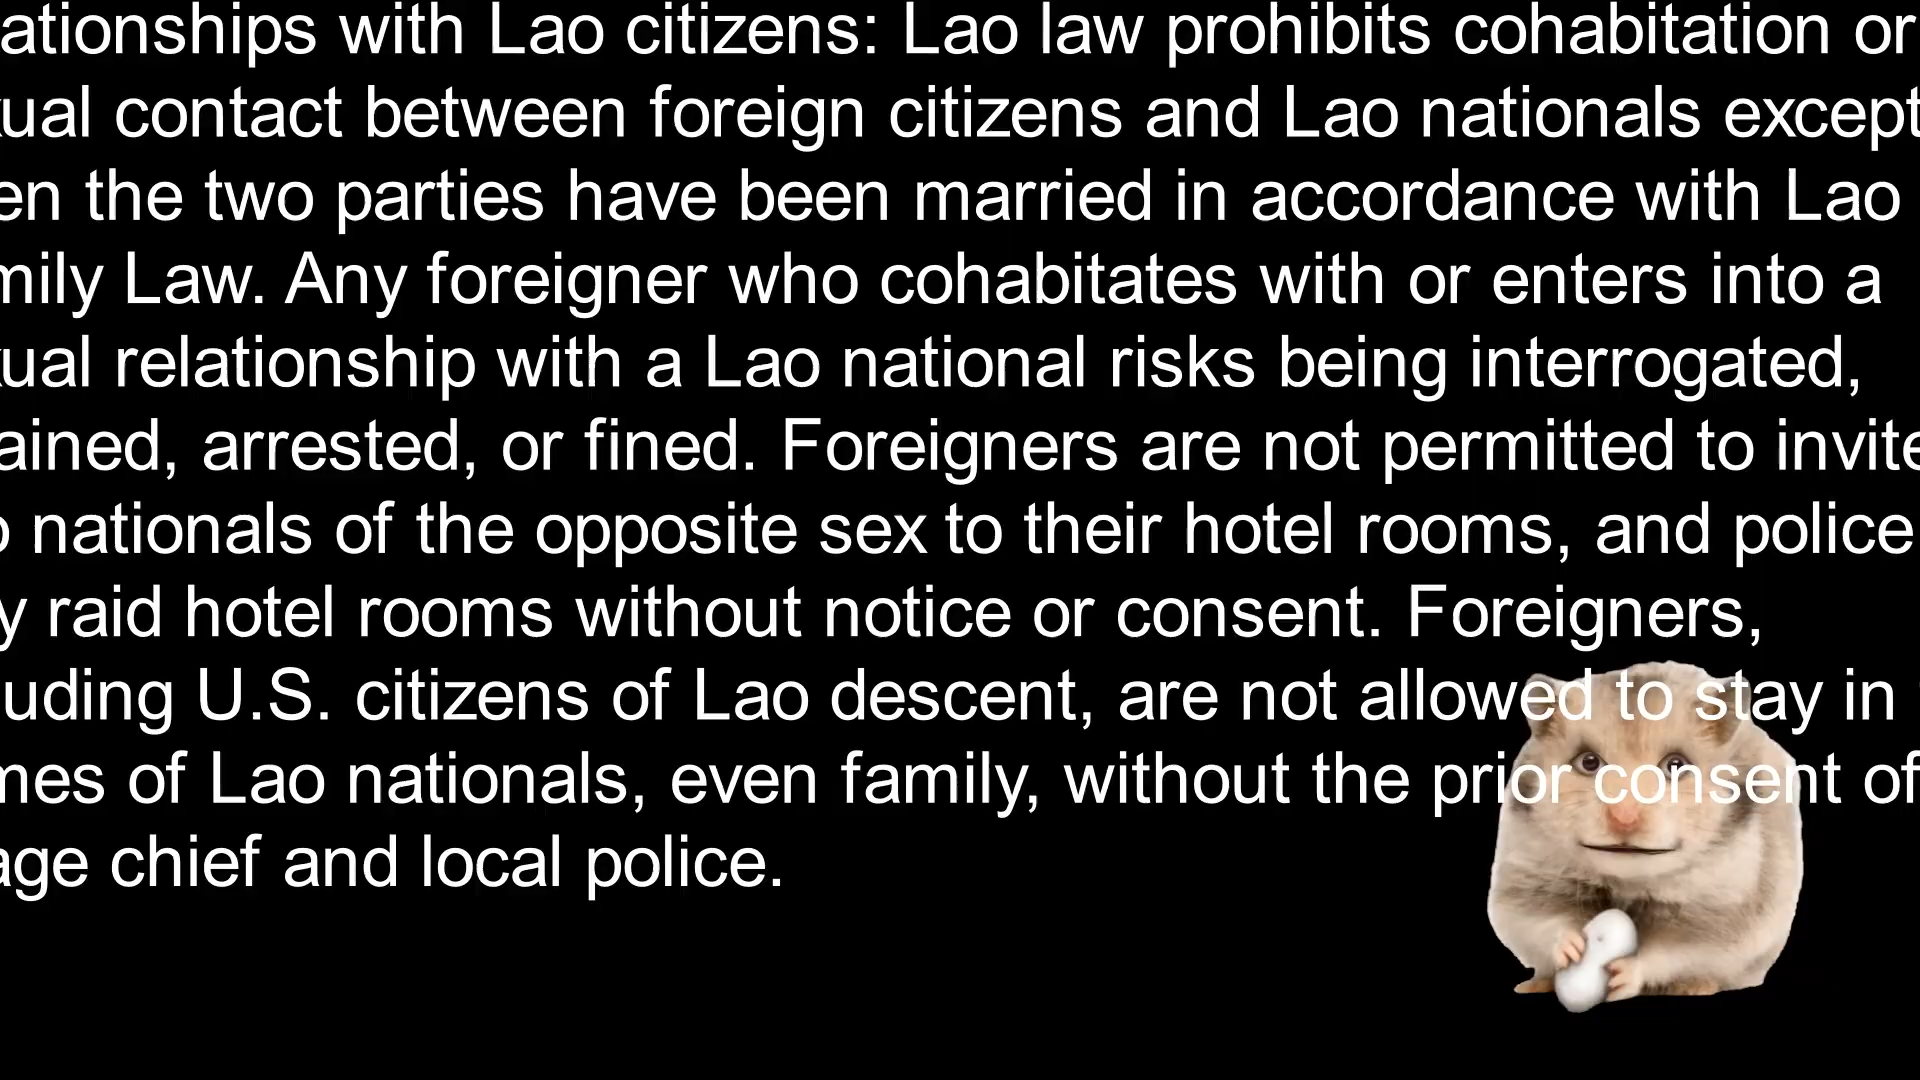 ationships with Lao citizens: Lao law prohibits cohabitation or
ual contact between foreign citizens and Lao nationals except
en the two parties have been married in accordance with Lao
mily Law. Any foreigner who cohabitates with or enters into a
ual relationship with a Lao national risks being interrogated,
ained, arrested, or fined. Foreigners are not permitted to invite
o nationals of the opposite sex to their hotel rooms, and police
y raid hotel rooms without notice or consent. Foreigners,
luding U.S. citizens of Lao descent, are not allowed to stay in
mes of Lao nationals, even family, without the prior consent of
age chief and local police.